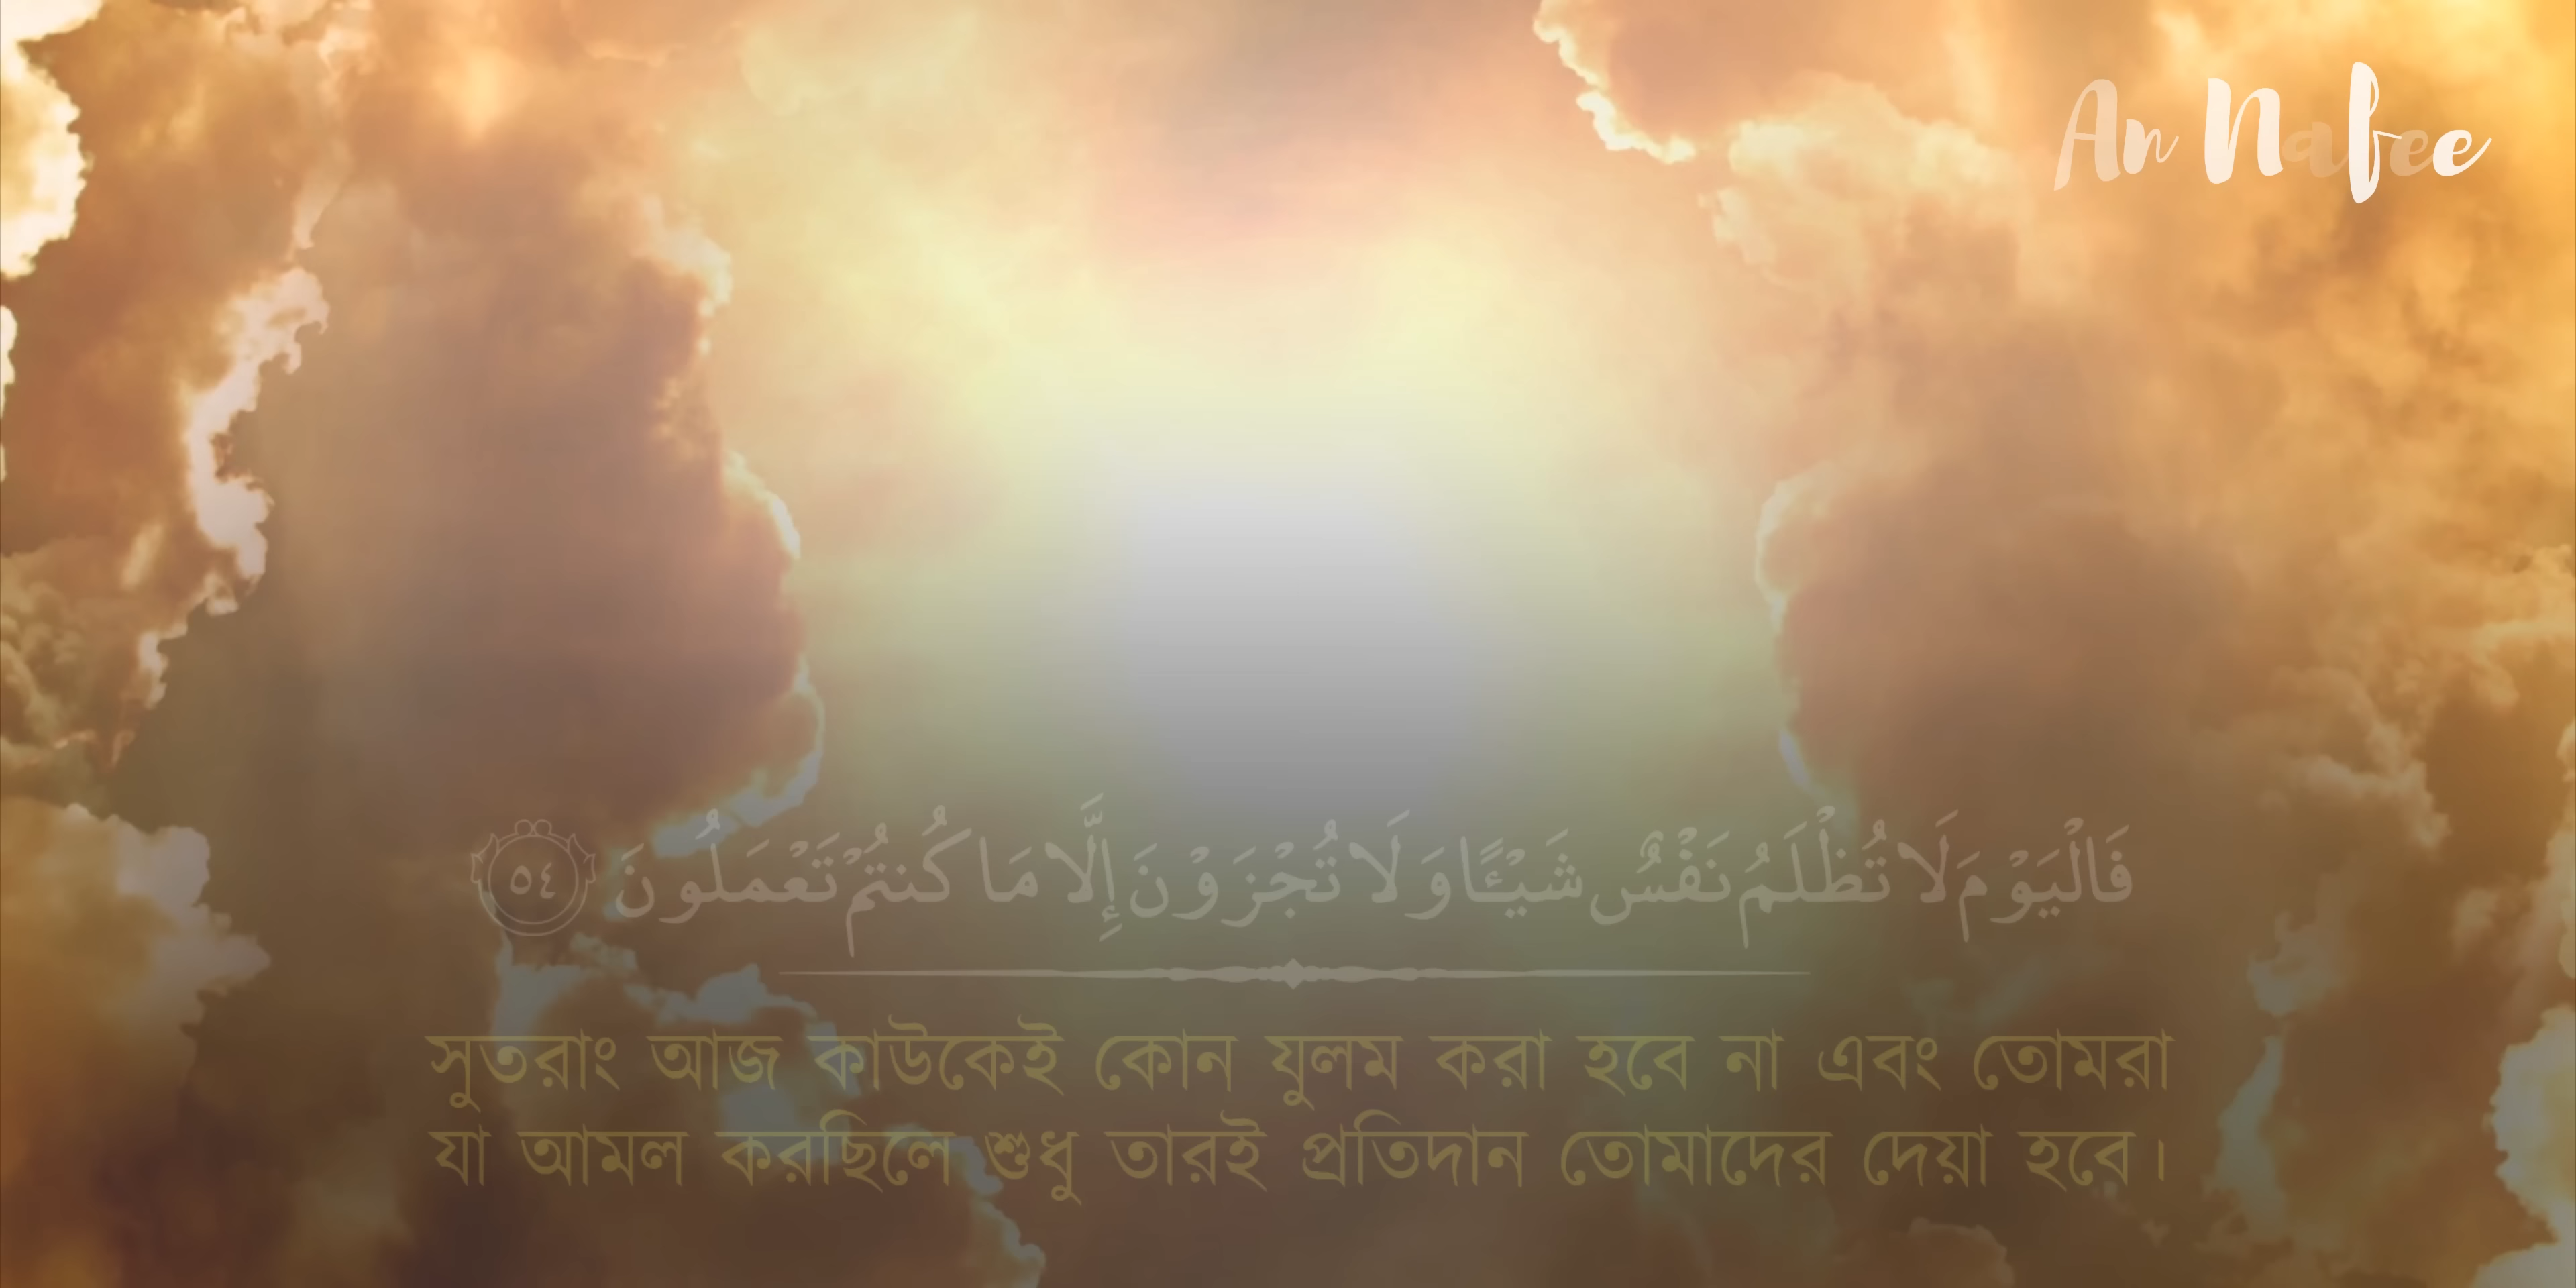 An Nafee
فَالْيَوْمَ لَا تُظْلَمُ نَفْسٌ شَيْـًٔا وَلَا تُجْزَوْنَ إِلَّا مَا كُنتُمْ تَعْمَلُونَ ٥٤
সুতরাং আজ কাউকেই কোন যুলম করা হবে না এবং তোমরা
যা আমল করছিলে শুধু তারই প্রতিদান তোমাদের দেয়া হবে।